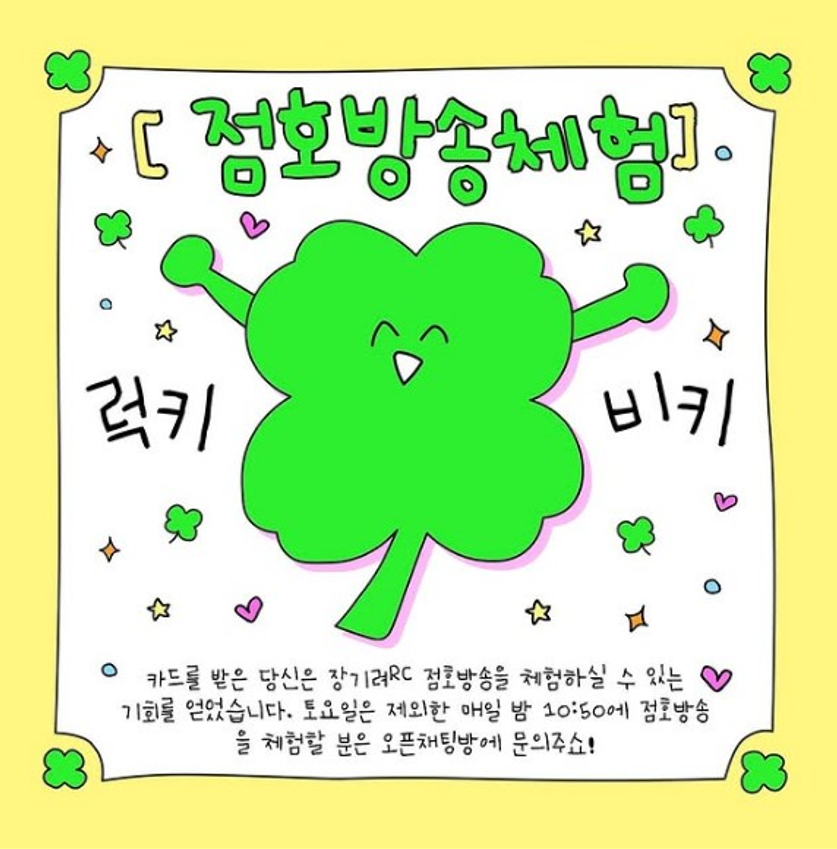 [ 점호방송체험 ]
럭키 비키
카드를 받은 당신은 장기려RC 점호방송을 체험하실 수 있는
기회를 얻었습니다. 토요일은 제외한 매일 밤 10:50에 점호방송
을 체험할 분은 오픈채팅방에 문의주쇼!